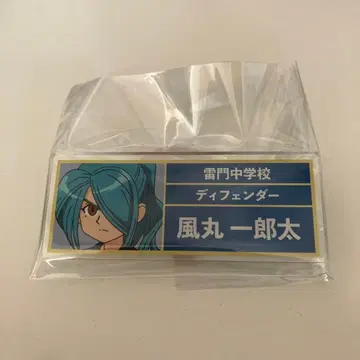 雷門中学校
ディフェンダー
風丸 一郎太